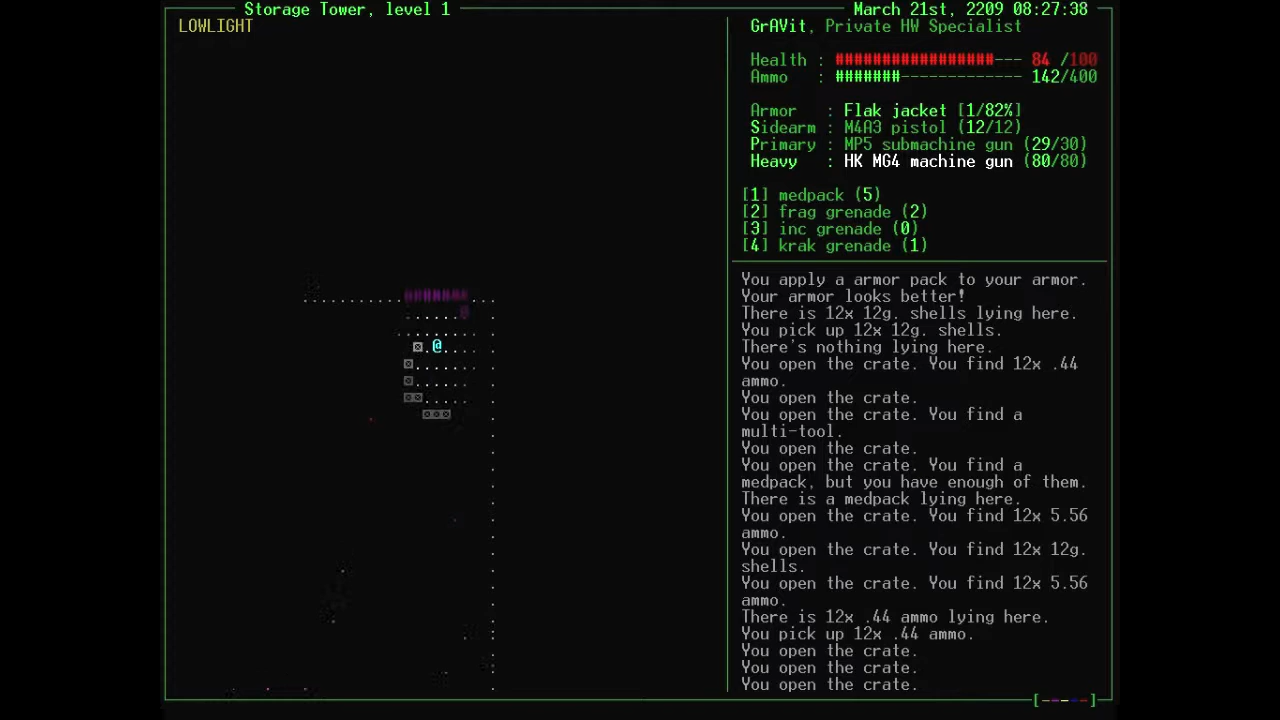 Storage Tower, level 1
March 21st, 2209 08:27:38
LOWLIGHT
GrAVit, Private HW Specialist
Health : ################--- 84 /100
Ammo   : #######------------- 142/400
Armor   : Flak jacket [1/82%]
Sidearm : M4A3 pistol (12/12)
Primary : MP5 submachine gun (29/30)
Heavy   : HK MG4 machine gun (80/80)
[1] medpack (5)
[2] frag grenade (2)
[3] inc grenade (0)
[4] krak grenade (1)
You apply a armor pack to your armor.
Your armor looks better!
There is 12x 12g. shells lying here.
You pick up 12x 12g. shells.
There's nothing lying here.
You open the crate. You find 12x .44
ammo.
You open the crate.
You open the crate. You find a
multi-tool.
You open the crate.
You open the crate. You find a
medpack, but you have enough of them.
There is a medpack lying here.
You open the crate. You find 12x 5.56
ammo.
You open the crate. You find 12x 12g.
shells.
You open the crate. You find 12x 5.56
ammo.
There is 12x .44 ammo lying here.
You pick up 12x .44 ammo.
You open the crate.
You open the crate.
You open the crate.
@
[-----]